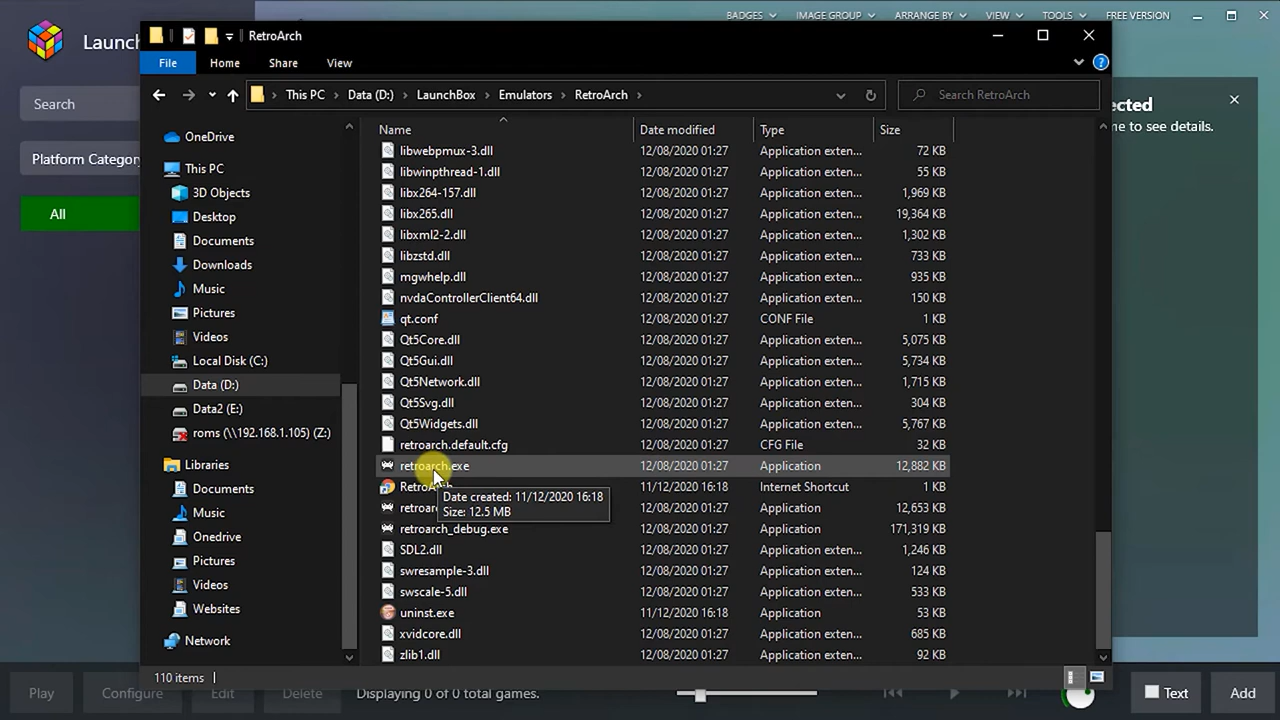 BADGES IMAGE GROUP ARRANGE BY VIEW TOOLS FREE VERSION
RetroArch
File Home Share View
This PC Data (D:) LaunchBox Emulators RetroArch
Search RetroArch
Launch
Search
Platform Category
All
OneDrive
This PC
3D Objects
Desktop
Documents
Downloads
Music
Pictures
Videos
Local Disk (C:)
Data (D:)
Data2 (E:)
roms (\\192.168.1.105) (Z:)
Libraries
Documents
Music
Onedrive
Pictures
Videos
Websites
Network
Name Date modified Type Size
libwebpmux-3.dll 12/08/2020 01:27 Application exten... 72 KB
libwinpthread-1.dll 12/08/2020 01:27 Application exten... 55 KB
libx264-157.dll 12/08/2020 01:27 Application exten... 1,969 KB
libx265.dll 12/08/2020 01:27 Application exten... 19,364 KB
libxml2-2.dll 12/08/2020 01:27 Application exten... 1,302 KB
libzstd.dll 12/08/2020 01:27 Application exten... 733 KB
mgwhelp.dll 12/08/2020 01:27 Application exten... 935 KB
nvdaControllerClient64.dll 12/08/2020 01:27 Application exten... 150 KB
qt.conf 12/08/2020 01:27 CONF File 1 KB
Qt5Core.dll 12/08/2020 01:27 Application exten... 5,075 KB
Qt5Gui.dll 12/08/2020 01:27 Application exten... 5,734 KB
Qt5Network.dll 12/08/2020 01:27 Application exten... 1,715 KB
Qt5Svg.dll 12/08/2020 01:27 Application exten... 304 KB
Qt5Widgets.dll 12/08/2020 01:27 Application exten... 5,767 KB
retroarch.default.cfg 12/08/2020 01:27 CFG File 32 KB
retroarch.exe 12/08/2020 01:27 Application 12,882 KB
RetroA 11/12/2020 16:18 Internet Shortcut 1 KB
Date created: 11/12/2020 16:18
Size: 12.5 MB
retroar 12/08/2020 01:27 Application 12,653 KB
retroarch_debug.exe 12/08/2020 01:27 Application 171,319 KB
SDL2.dll 12/08/2020 01:27 Application exten... 1,246 KB
swresample-3.dll 12/08/2020 01:27 Application exten... 124 KB
swscale-5.dll 12/08/2020 01:27 Application exten... 533 KB
uninst.exe 11/12/2020 16:18 Application 53 KB
xvidcore.dll 12/08/2020 01:27 Application exten... 685 KB
zlib1.dll 12/08/2020 01:27 Application exten... 92 KB
110 items
ected
me to see details.
Play Configure Edit Delete Displaying 0 of 0 total games. Text Add